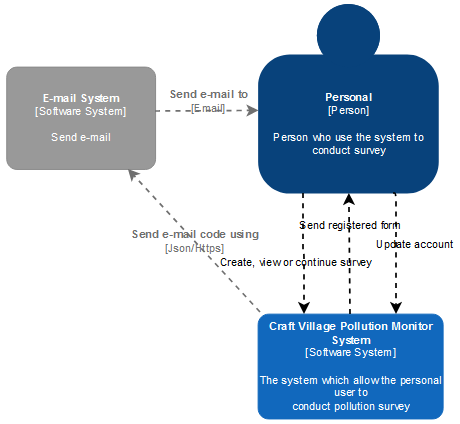 E-mail System
[Software System]
Send e-mail
Send e-mail to
[Email]
Personal
[Person]
Person who use the system to
conduct survey
Send registered form
Update account
Send e-mail code using
[Json/Https]
Create, view or continue survey
Craft Village Pollution Monitor
System
[Software System]
The system which allow the personal
user to
conduct pollution survey